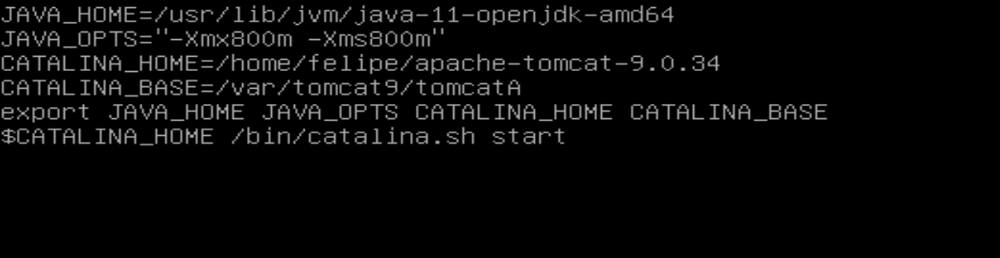 JAVA_HOME=/usr/lib/jvm/java-11-openjdk-amd64
JAVA_OPTS="-Xmx800m -Xms800m"
CATALINA_HOME=/home/felipe/apache-tomcat-9.0.34
CATALINA_BASE=/var/tomcat9/tomcatA
export JAVA_HOME JAVA_OPTS CATALINA_HOME CATALINA_BASE
$CATALINA_HOME /bin/catalina.sh start